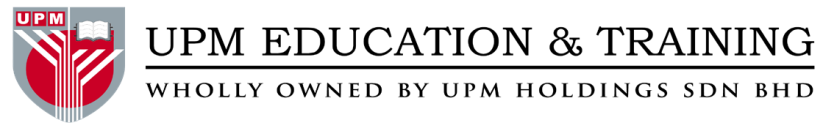 UPM
UPM EDUCATION & TRAINING
WHOLLY OWNED BY UPM HOLDINGS SDN BHD